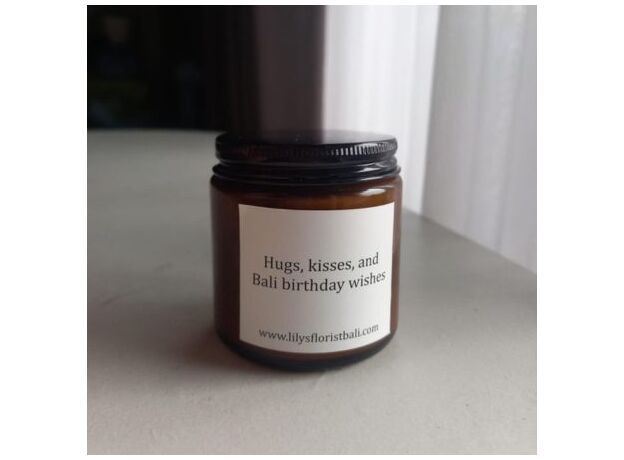 Hugs, kisses, and
Bali birthday wishes
www.lilysfloristbali.com